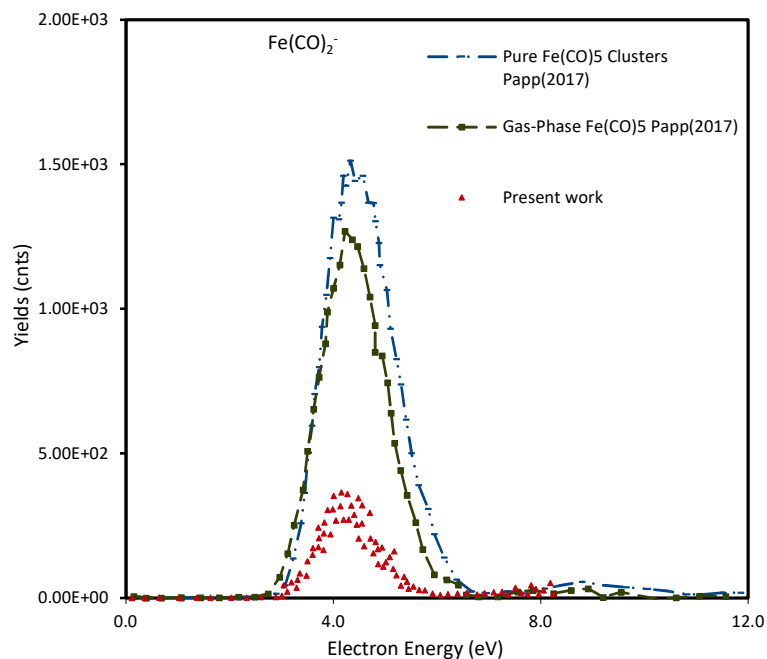 2.00E+03
Fe(CO)₂⁻
Pure Fe(CO)5 Clusters
Papp(2017)
Gas-Phase Fe(CO)5 Papp(2017)
1.50E+03
Present work
1.00E+03
Yields (cnts)
5.00E+02
0.00E+00
0.0 4.0 8.0 12.0
Electron Energy (eV)